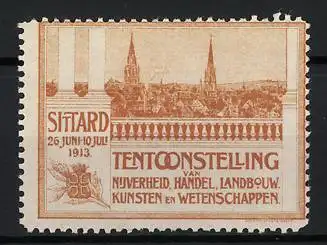 SITTARD
26 JUNI-10 JULI
1913.
TENTOONSTELLING
VAN
NIJVERHEID, HANDEL, LANDBOUW.
KUNSTEN EN WETENSCHAPPEN.